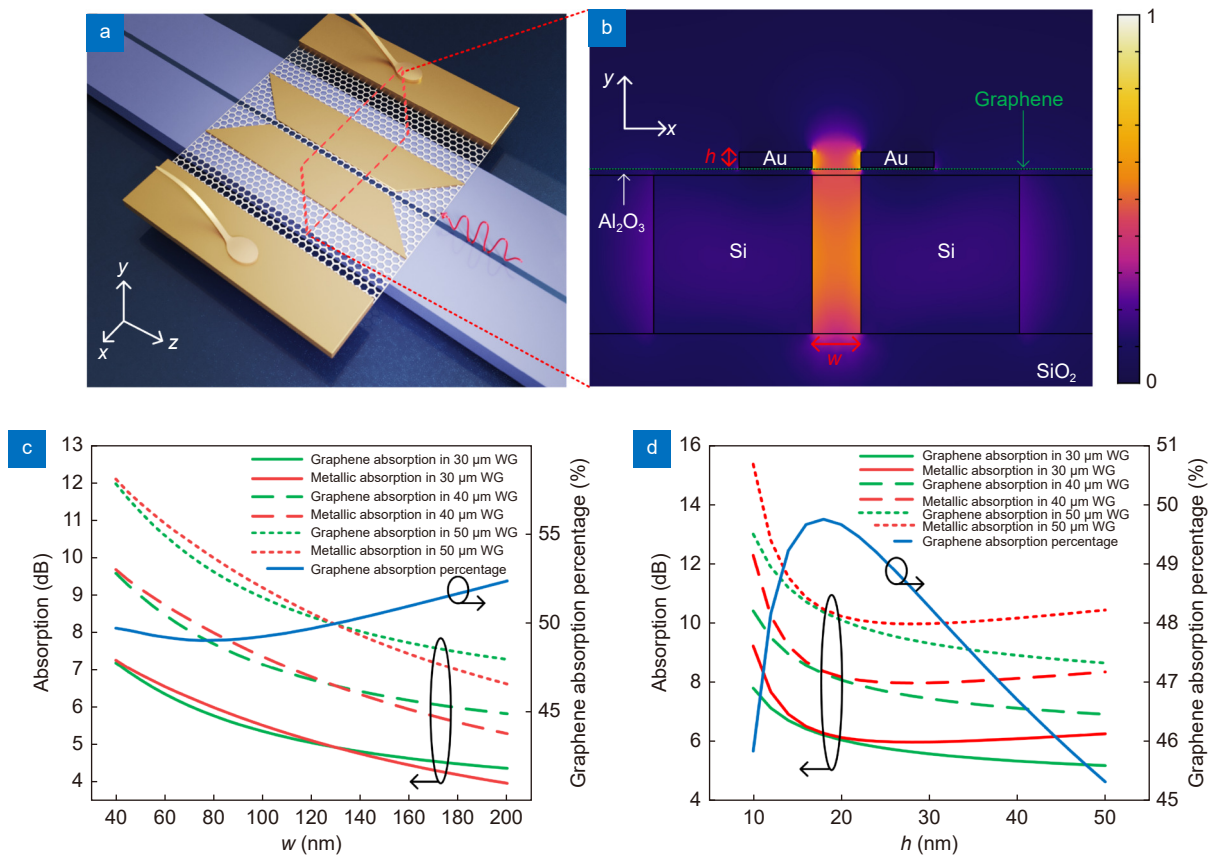 a
y
x
z
b
1
y
x
Graphene
h
Au
Au
Al₂O₃
Si
Si
w
SiO₂
0
c
13
12
11
10
9
8
7
6
5
4
Absorption (dB)
Graphene absorption in 30 μm WG
Metallic absorption in 30 μm WG
Graphene absorption in 40 μm WG
Metallic absorption in 40 μm WG
Graphene absorption in 50 μm WG
Metallic absorption in 50 μm WG
Graphene absorption percentage
55
50
45
Graphene absorption percentage (%)
40 60 80 100 120 140 160 180 200
w (nm)
d
16
14
12
10
8
6
4
Absorption (dB)
Graphene absorption in 30 μm WG
Metallic absorption in 30 μm WG
Graphene absorption in 40 μm WG
Metallic absorption in 40 μm WG
Graphene absorption in 50 μm WG
Metallic absorption in 50 μm WG
Graphene absorption percentage
51
50
49
48
47
46
45
Graphene absorption percentage (%)
10 20 30 40 50
h (nm)